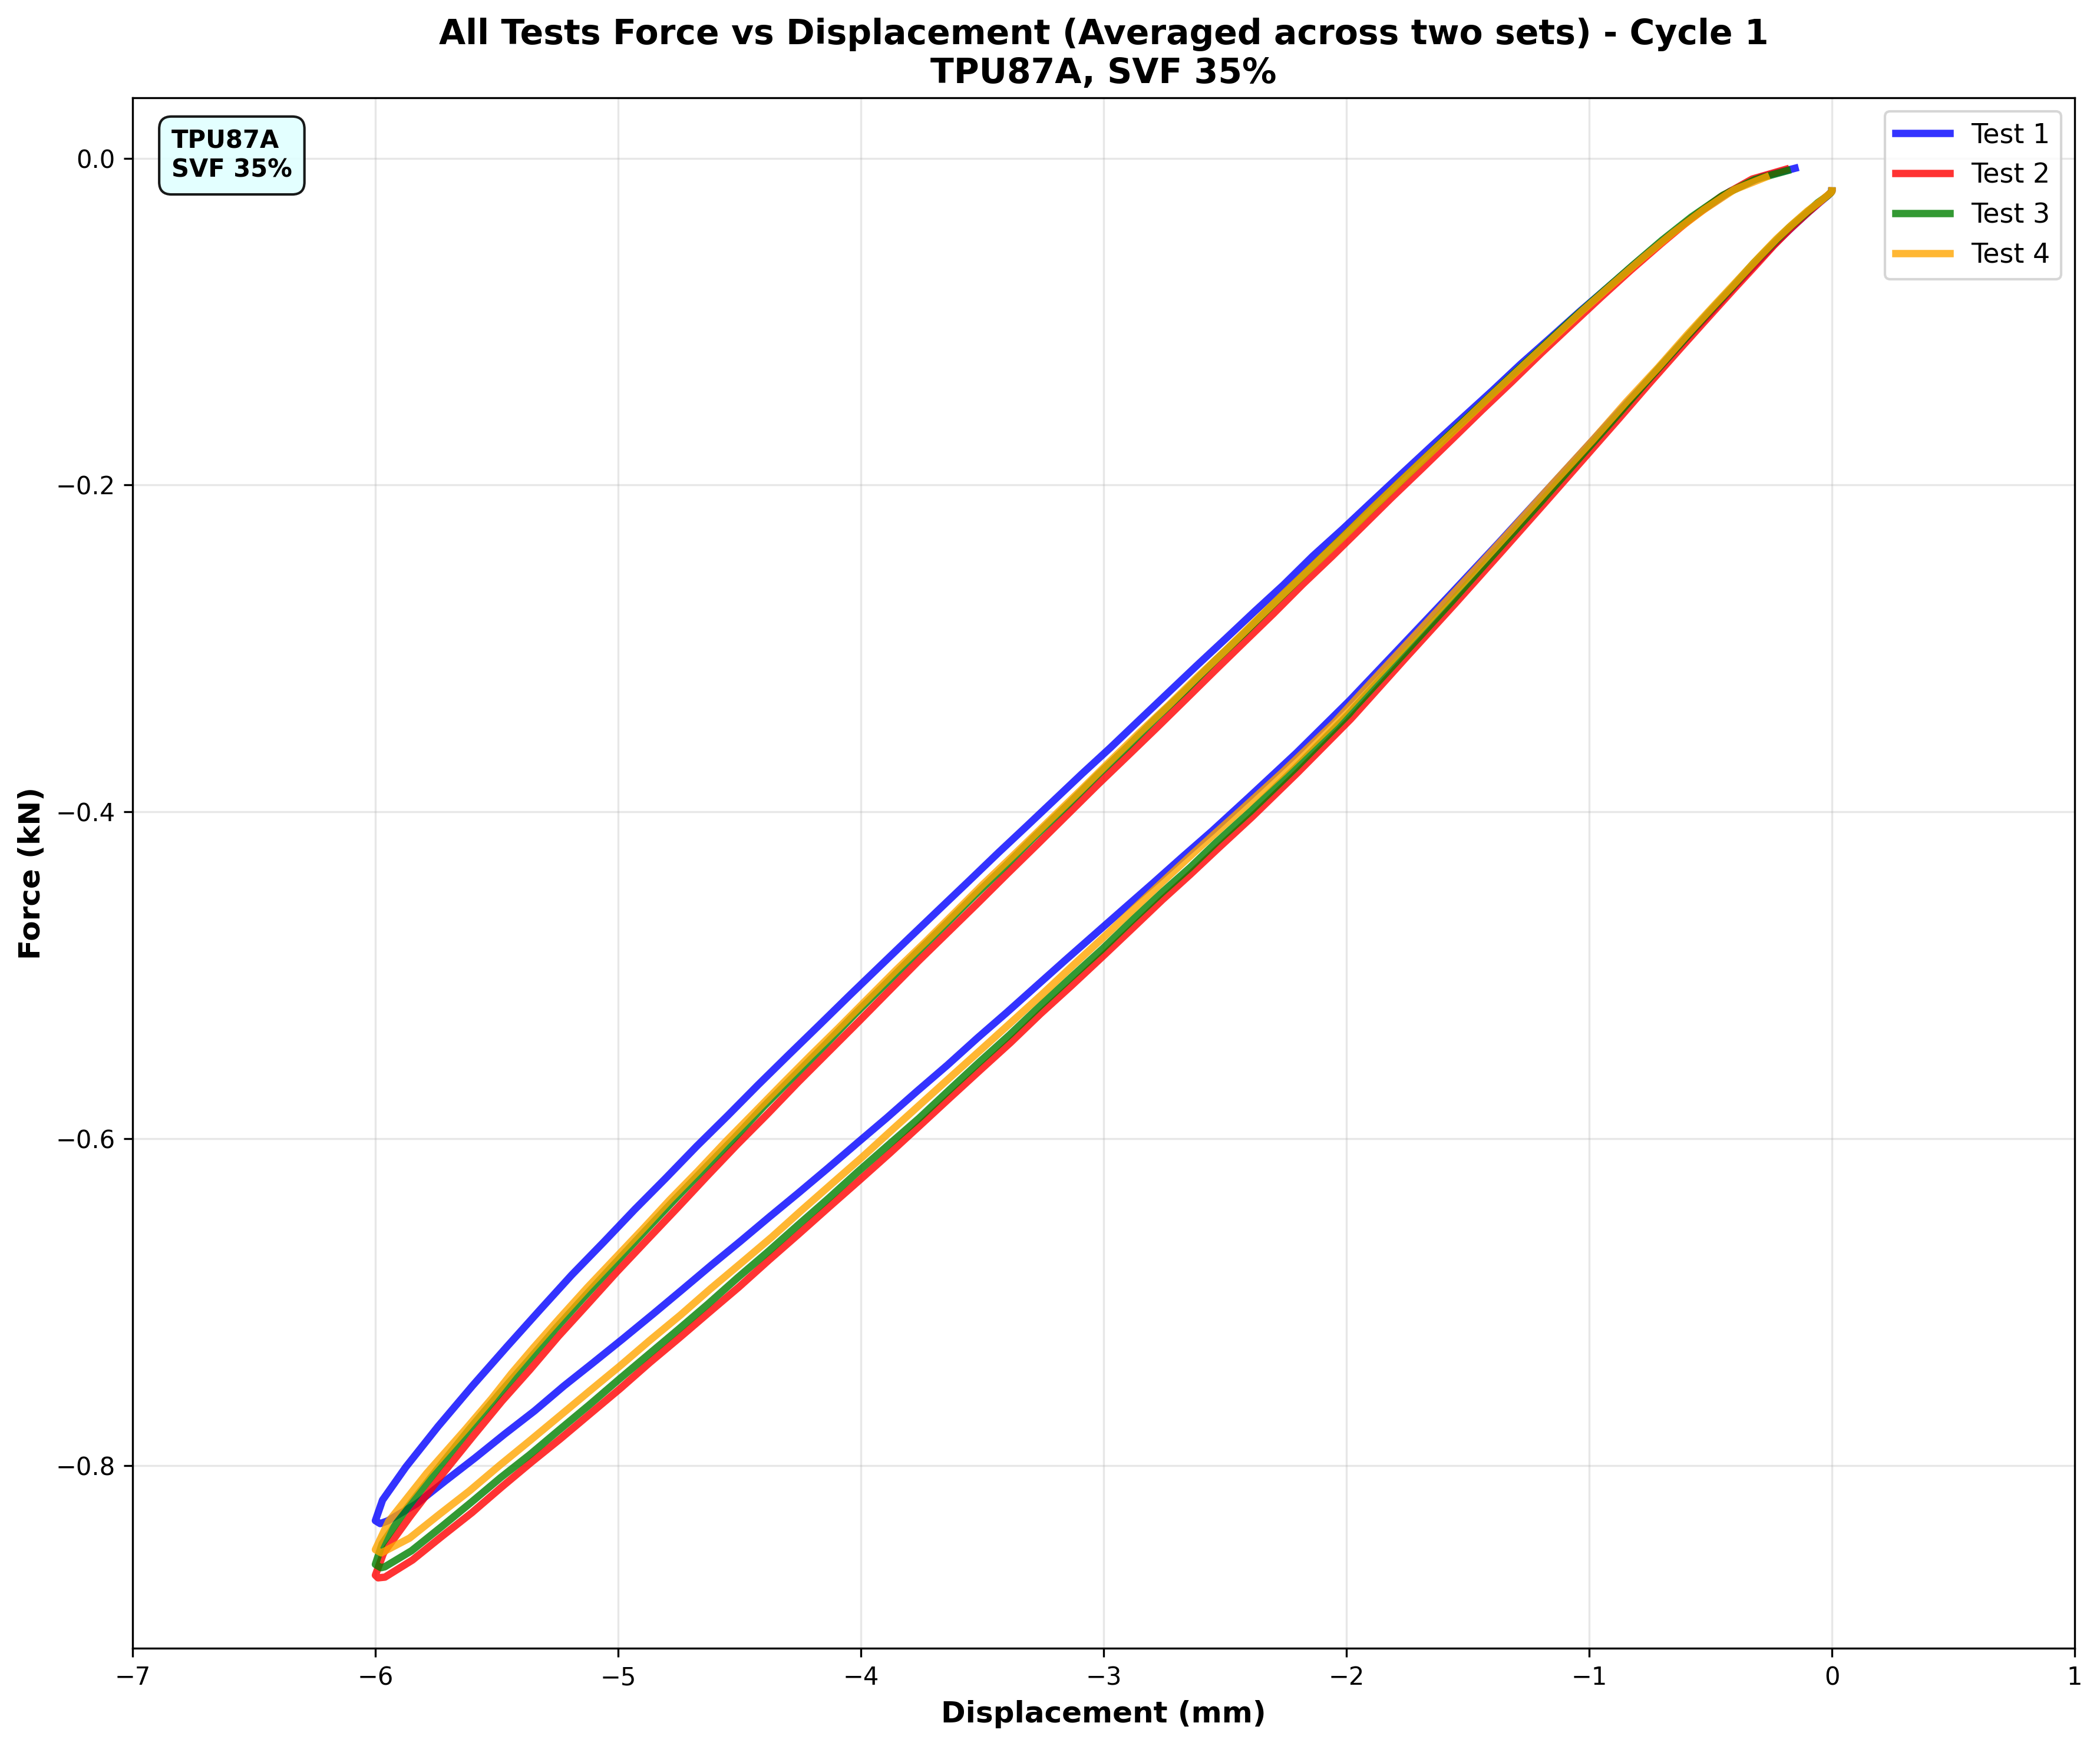 All Tests Force vs Displacement (Averaged across two sets) - Cycle 1
TPU87A, SVF 35%
TPU87A
SVF 35%
Test 1
Test 2
Test 3
Test 4
0.0
−0.2
−0.4
−0.6
−0.8
Force (kN)
−7
−6
−5
−4
−3
−2
−1
0
1
Displacement (mm)